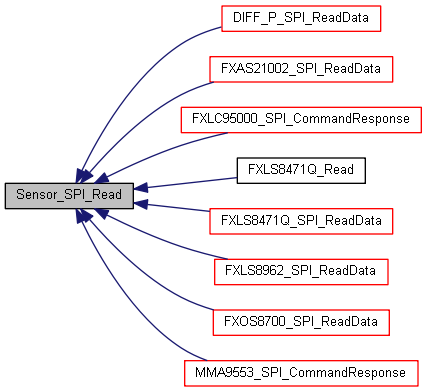 DIFF_P_SPI_ReadData
FXAS21002_SPI_ReadData
FXLC95000_SPI_CommandResponse
FXLS8471Q_Read
Sensor_SPI_Read
FXLS8471Q_SPI_ReadData
FXLS8962_SPI_ReadData
FXOS8700_SPI_ReadData
MMA9553_SPI_CommandResponse